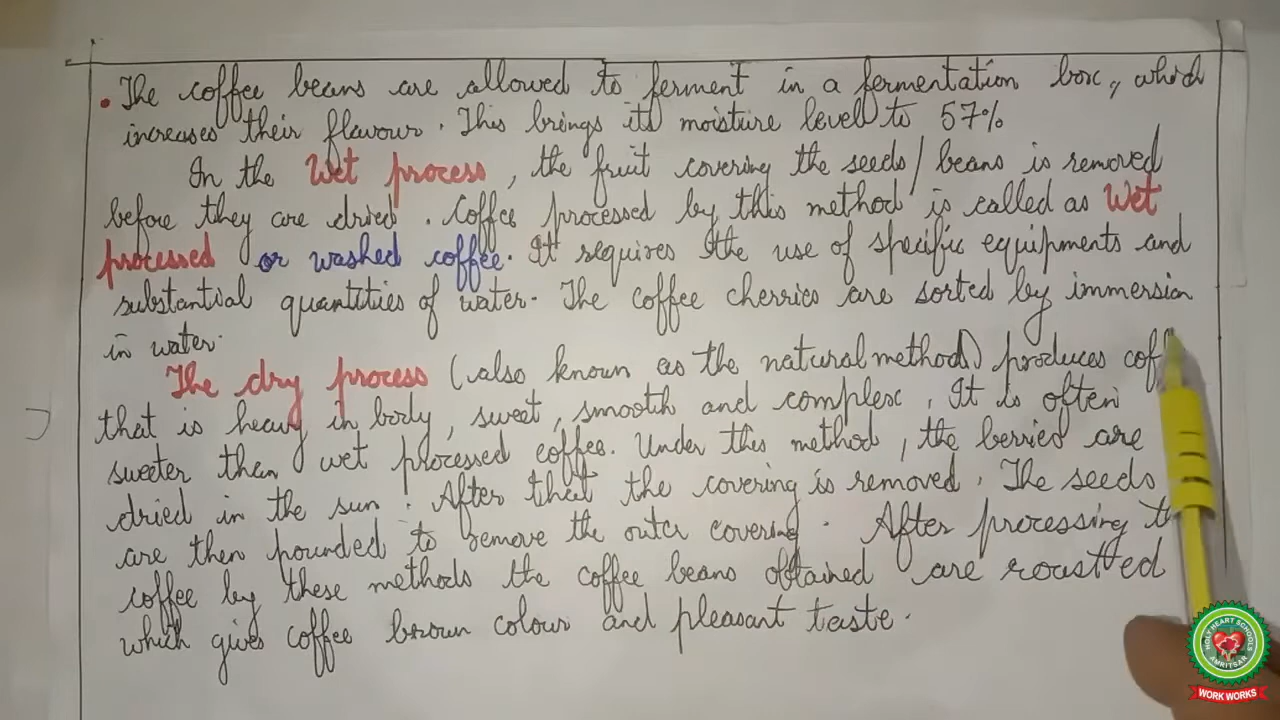 • The coffee beans are allowed to ferment in a fermentation box, which
increases their flavour. This brings its moisture level to 57%
In the Wet process, the fruit covering the seeds/beans is removed
before they are dried. Coffee processed by this method is called as Wet
processed or washed coffee. It requires the use of specific equipments and
substantial quantities of water. The coffee cherries are sorted by immersion
in water.
The dry process (also known as the natural method) produces coff
that is heavy in body, sweet, smooth and complex. It is often
sweeter then wet processed coffee. Under this method, the berries are
dried in the sun. After that the covering is removed. The seeds
are then pounded to remove the outer covering. After processing
coffee by these methods the coffee beans obtained are roasted
which gives coffee brown colour and pleasant taste.
HOLY HEART SCHOOLS
AMRITSAR
WORK WORKS